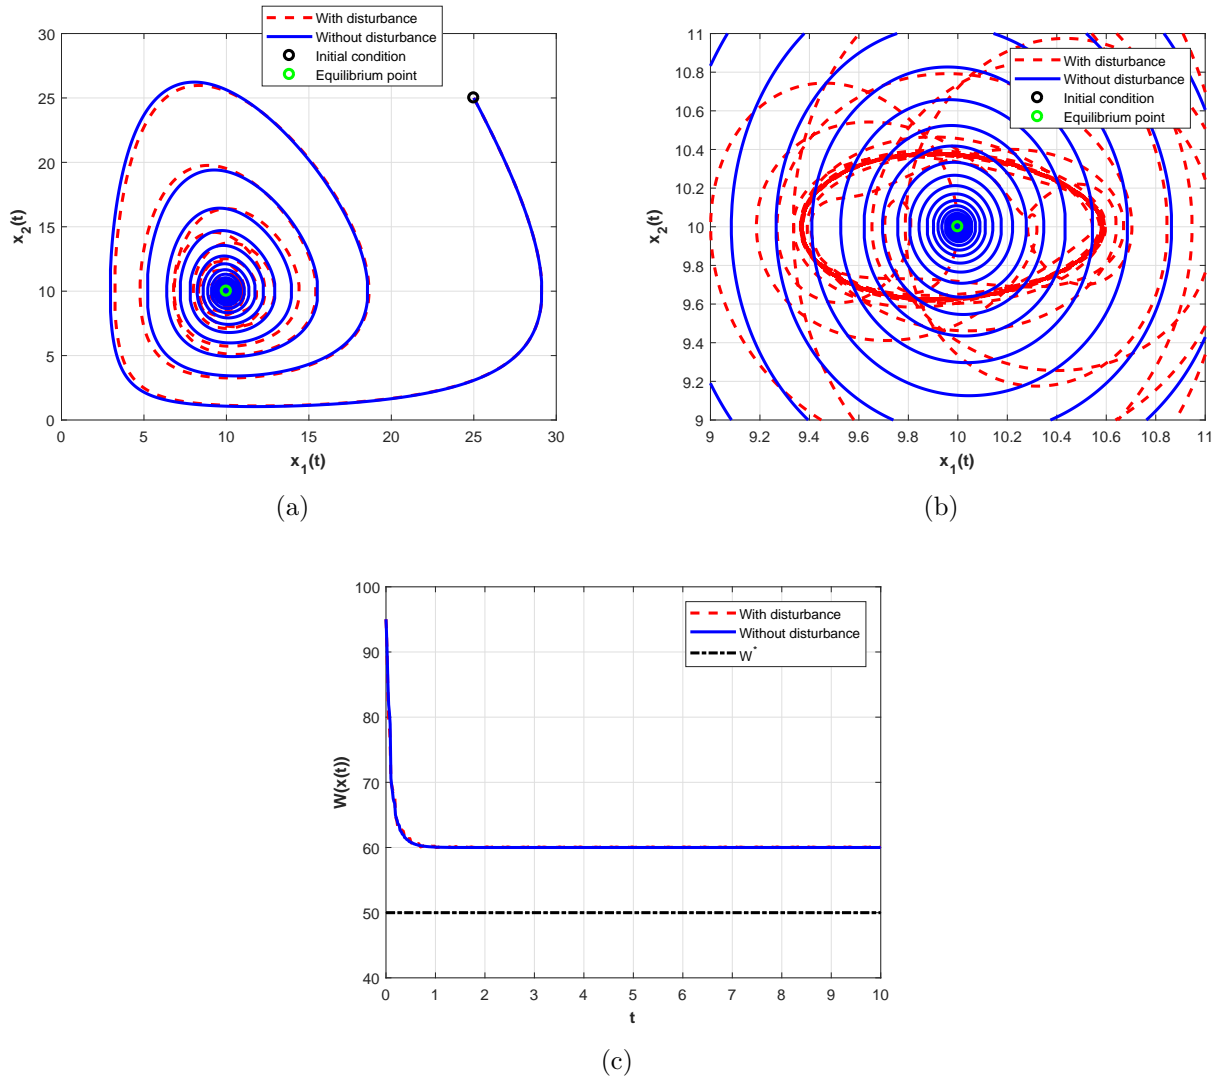 With disturbance
Without disturbance
Initial condition
Equilibrium point
30
25
20
15
10
5
0
x_2(t)
0 5 10 15 20 25 30
x_1(t)
(a)
With disturbance
Without disturbance
Initial condition
Equilibrium point
11
10.8
10.6
10.4
10.2
10
9.8
9.6
9.4
9.2
9
x_2(t)
9 9.2 9.4 9.6 9.8 10 10.2 10.4 10.6 10.8 11
x_1(t)
(b)
With disturbance
Without disturbance
W^*
100
90
80
70
60
50
40
W(x(t))
0 1 2 3 4 5 6 7 8 9 10
t
(c)